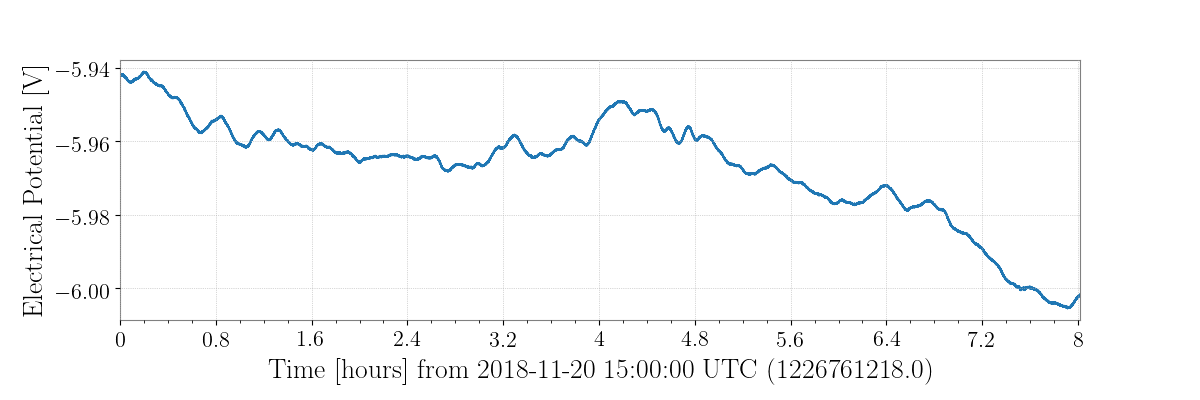 Electrical Potential [V]
−5.94
−5.96
−5.98
−6.00
0 0.8 1.6 2.4 3.2 4 4.8 5.6 6.4 7.2 8
Time [hours] from 2018-11-20 15:00:00 UTC (1226761218.0)